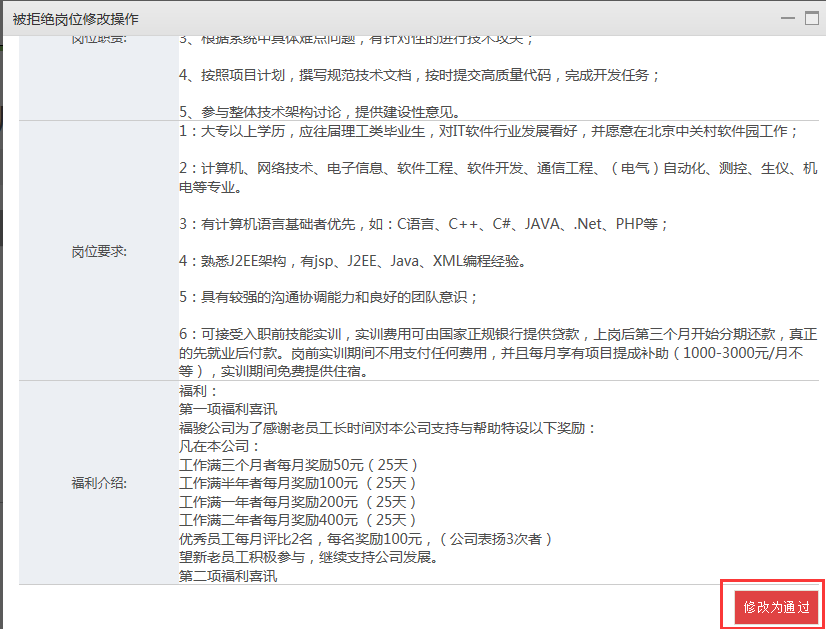 被拒绝岗位修改操作
岗位职责:
3、根据系统中具体难点问题，有针对性的进行技术攻关；
4、按照项目计划，撰写规范技术文档，按时提交高质量代码，完成开发任务；
5、参与整体技术架构讨论，提供建设性意见。
岗位要求:
1：大专以上学历，应往届理工类毕业生，对IT软件行业发展看好，并愿意在北京中关村软件园工作；
2：计算机、网络技术、电子信息、软件工程、软件开发、通信工程、（电气）自动化、测控、生仪、机
电等专业。
3：有计算机语言基础者优先，如：C语言、C++、C#、JAVA、.Net、PHP等；
4：熟悉J2EE架构，有jsp、J2EE、Java、XML编程经验。
5：具有较强的沟通协调能力和良好的团队意识；
6：可接受入职前技能实训，实训费用可由国家正规银行提供贷款，上岗后第三个月开始分期还款，真正
的先就业后付款。岗前实训期间不用支付任何费用，并且每月享有项目提成补助（1000-3000元/月不
等），实训期间免费提供住宿。
福利介绍:
福利：
第一项福利喜讯
福骏公司为了感谢老员工长时间对本公司支持与帮助特设以下奖励：
凡在本公司：
工作满三个月者每月奖励50元（25天）
工作满半年者每月奖励100元 （25天）
工作满一年者每月奖励200元 （25天）
工作满二年者每月奖励400元 （25天）
优秀员工每月评比2名，每名奖励100元，（公司表扬3次者）
望新老员工积极参与，继续支持公司发展。
第二项福利喜讯
修改为通过